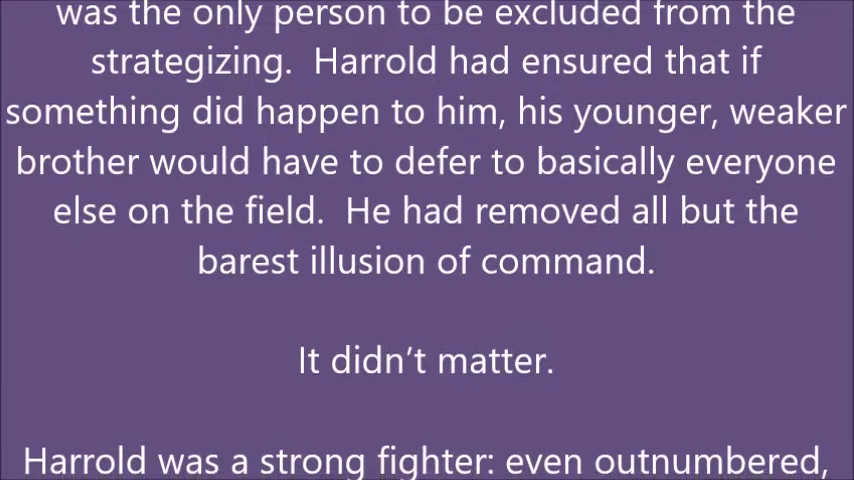 was the only person to be excluded from the
strategizing.  Harrold had ensured that if
something did happen to him, his younger, weaker
brother would have to defer to basically everyone
else on the field.  He had removed all but the
barest illusion of command.
It didn’t matter.
Harrold was a strong fighter: even outnumbered,